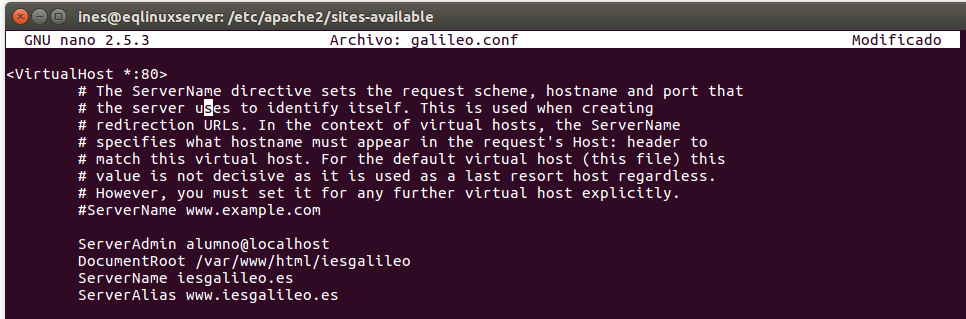 ines@eqlinuxserver: /etc/apache2/sites-available
GNU nano 2.5.3 Archivo: galileo.conf Modificado
<VirtualHost *:80>
# The ServerName directive sets the request scheme, hostname and port that
# the server uses to identify itself. This is used when creating
# redirection URLs. In the context of virtual hosts, the ServerName
# specifies what hostname must appear in the request's Host: header to
# match this virtual host. For the default virtual host (this file) this
# value is not decisive as it is used as a last resort host regardless.
# However, you must set it for any further virtual host explicitly.
#ServerName www.example.com
ServerAdmin alumno@localhost
DocumentRoot /var/www/html/iesgalileo
ServerName iesgalileo.es
ServerAlias www.iesgalileo.es